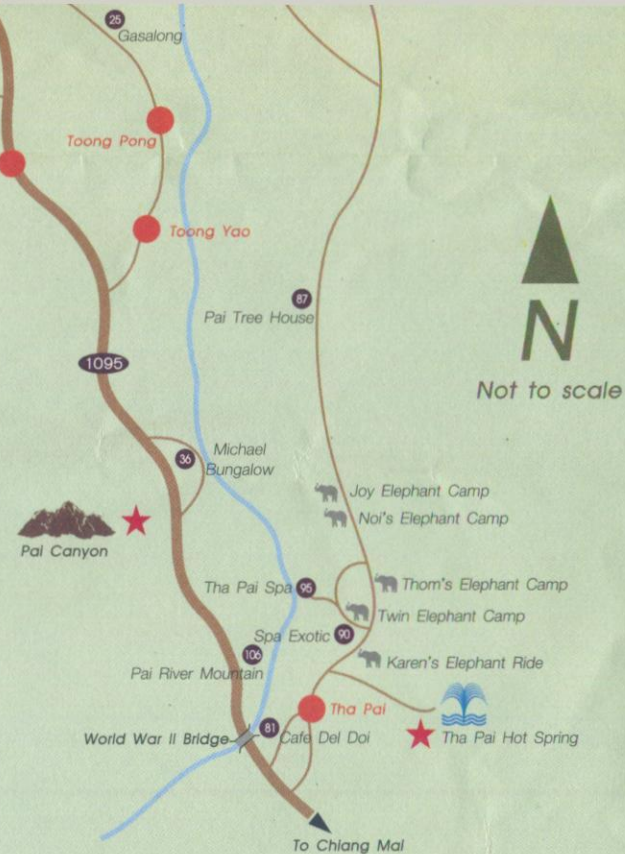 25
Gasalong
Toong Pong
Toong Yao
87
Pai Tree House
N
Not to scale
1095
36
Michael
Bungalow
Joy Elephant Camp
Noi's Elephant Camp
Pai Canyon
Tha Pai Spa 95
Thom's Elephant Camp
Twin Elephant Camp
Spa Exotic 90
106
Pai River Mountain
Karen's Elephant Ride
Tha Pai
81
World War II Bridge
Cafe Del Doi
Tha Pai Hot Spring
To Chiang Mai